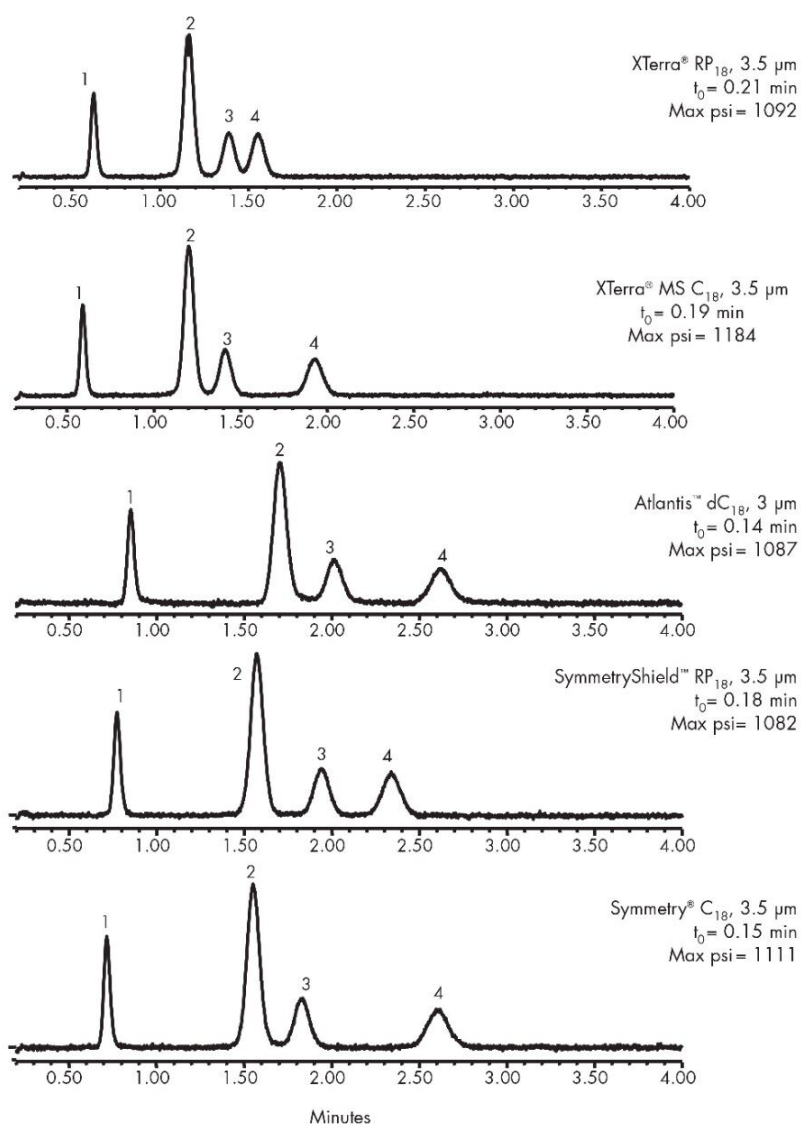 1
2
3
4
XTerra® RP18, 3.5 µm
t0= 0.21 min
Max psi= 1092
0.50 1.00 1.50 2.00 2.50 3.00 3.50 4.00
1
2
3
4
XTerra® MS C18, 3.5 µm
t0= 0.19 min
Max psi= 1184
0.50 1.00 1.50 2.00 2.50 3.00 3.50 4.00
1
2
3
4
Atlantis™ dC18, 3 µm
t0= 0.14 min
Max psi= 1087
0.50 1.00 1.50 2.00 2.50 3.00 3.50 4.00
1
2
3
4
SymmetryShield™ RP18, 3.5 µm
t0= 0.18 min
Max psi= 1082
0.50 1.00 1.50 2.00 2.50 3.00 3.50 4.00
1
2
3
4
Symmetry® C18, 3.5 µm
t0= 0.15 min
Max psi= 1111
0.50 1.00 1.50 2.00 2.50 3.00 3.50 4.00
Minutes